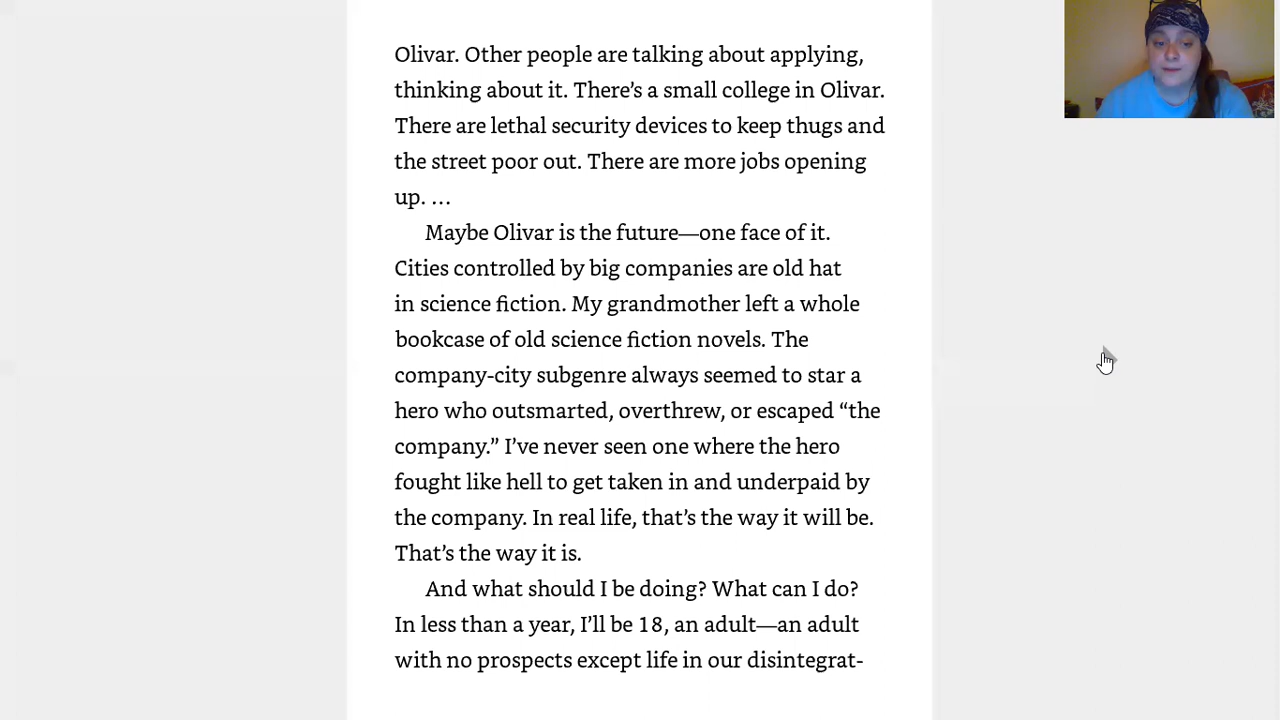 Olivar. Other people are talking about applying,
thinking about it. There’s a small college in Olivar.
There are lethal security devices to keep thugs and
the street poor out. There are more jobs opening
up. …
Maybe Olivar is the future—one face of it.
Cities controlled by big companies are old hat
in science fiction. My grandmother left a whole
bookcase of old science fiction novels. The
company-city subgenre always seemed to star a
hero who outsmarted, overthrew, or escaped “the
company.” I’ve never seen one where the hero
fought like hell to get taken in and underpaid by
the company. In real life, that’s the way it will be.
That’s the way it is.
And what should I be doing? What can I do?
In less than a year, I’ll be 18, an adult—an adult
with no prospects except life in our disintegrat-